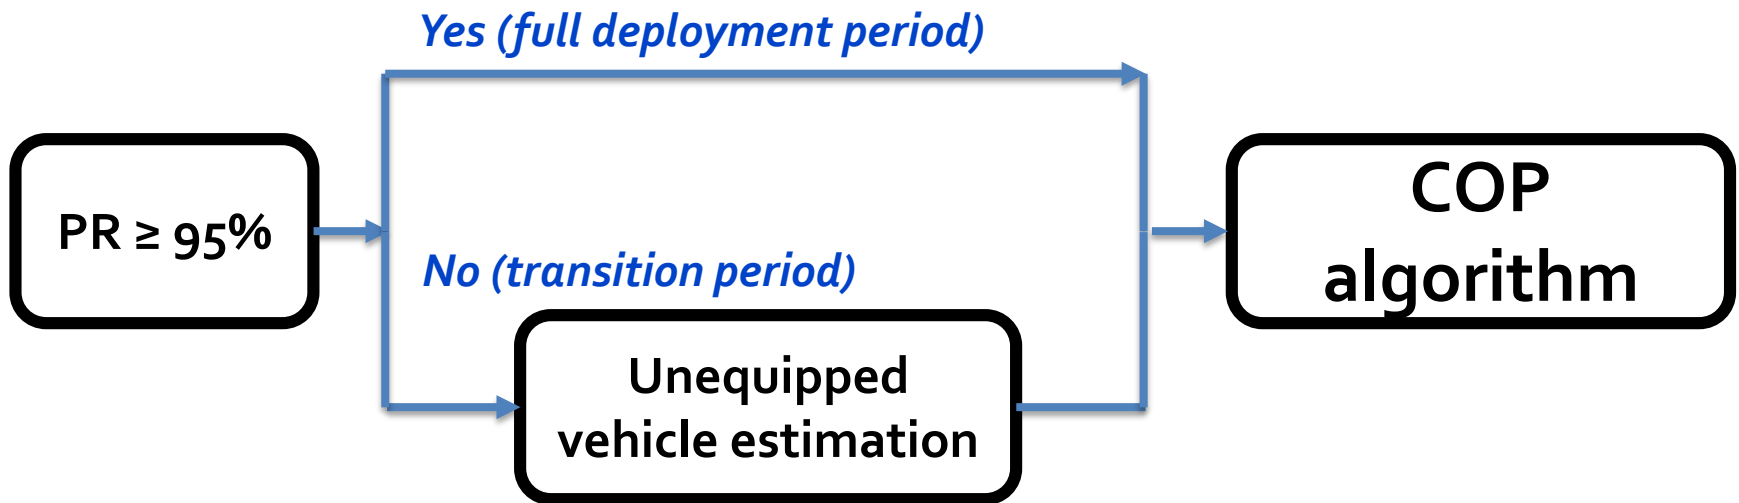 Yes (full deployment period)
PR ≥ 95%
No (transition period)
Unequipped
vehicle estimation
COP
algorithm